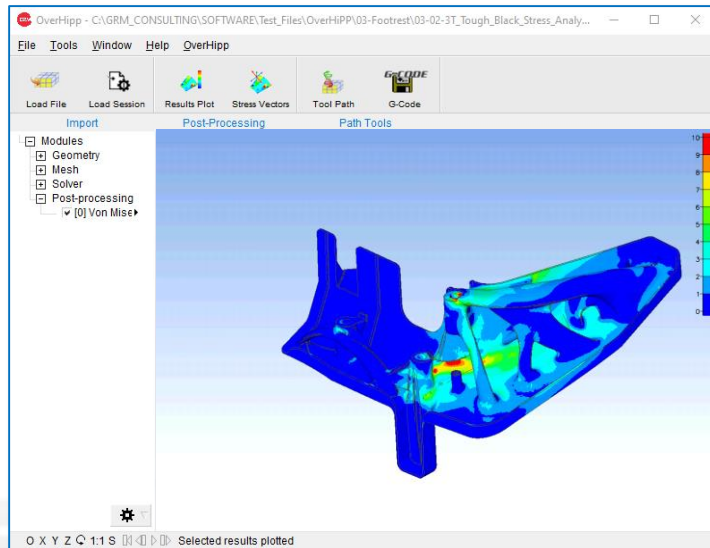 OverHipp - C:\GRM_CONSULTING\SOFTWARE\Test_Files\OverHiPP\03-Footrest\03-02-3T_Tough_Black_Stress_Analy...
File Tools Window Help OverHipp
G-CODE
Load File Load Session Results Plot Stress Vectors Tool Path G-Code
Import Post-Processing Path Tools
Modules
Geometry
Mesh
Solver
Post-processing
[0] Von Mise
10
9
8
7
6
5
4
3
2
1
0
O X Y Z 1:1 S Selected results plotted